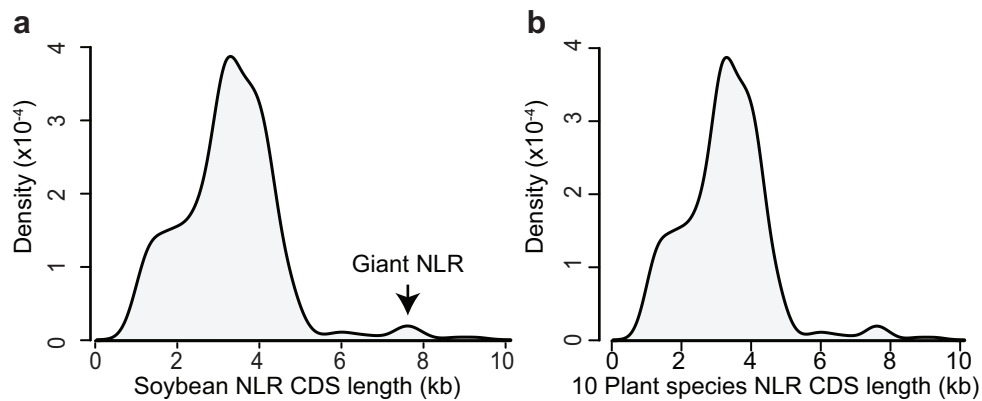 a
Density (x10⁻⁴)
4
3
2
1
0
Giant NLR
0 2 4 6 8 10
Soybean NLR CDS length (kb)
b
Density (x10⁻⁴)
4
3
2
1
0
0 2 4 6 8 10
10 Plant species NLR CDS length (kb)